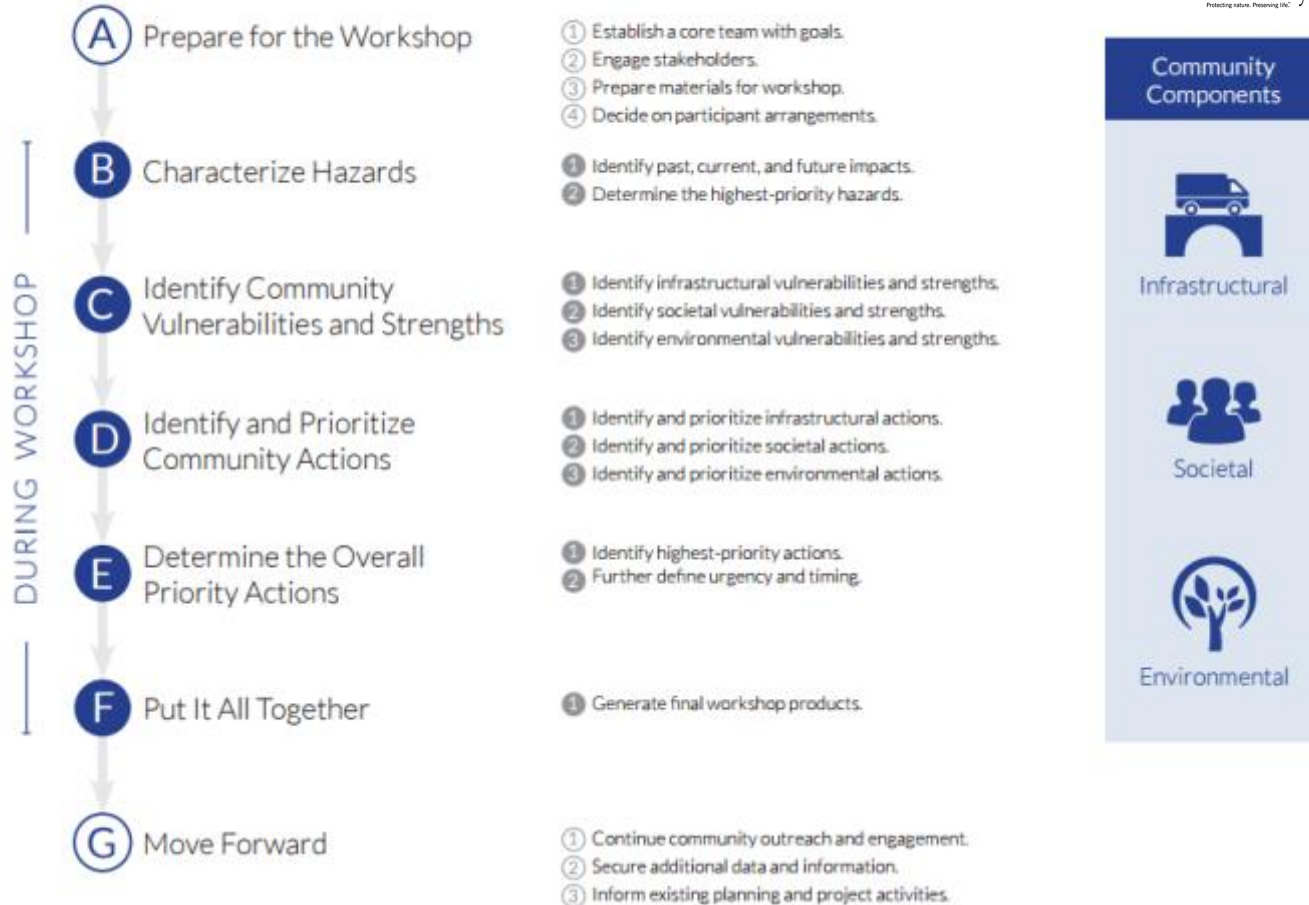 Protecting nature. Preserving life.
A Prepare for the Workshop
1 Establish a core team with goals.
2 Engage stakeholders.
3 Prepare materials for workshop.
4 Decide on participant arrangements.
DURING WORKSHOP
B Characterize Hazards
1 Identify past, current, and future impacts.
2 Determine the highest-priority hazards.
C Identify Community
Vulnerabilities and Strengths
1 Identify infrastructural vulnerabilities and strengths.
2 Identify societal vulnerabilities and strengths.
3 Identify environmental vulnerabilities and strengths.
D Identify and Prioritize
Community Actions
1 Identify and prioritize infrastructural actions.
2 Identify and prioritize societal actions.
3 Identify and prioritize environmental actions.
E Determine the Overall
Priority Actions
1 Identify highest-priority actions.
2 Further define urgency and timing.
F Put It All Together
1 Generate final workshop products.
G Move Forward
1 Continue community outreach and engagement.
2 Secure additional data and information.
3 Inform existing planning and project activities.
Community
Components
Infrastructural
Societal
Environmental